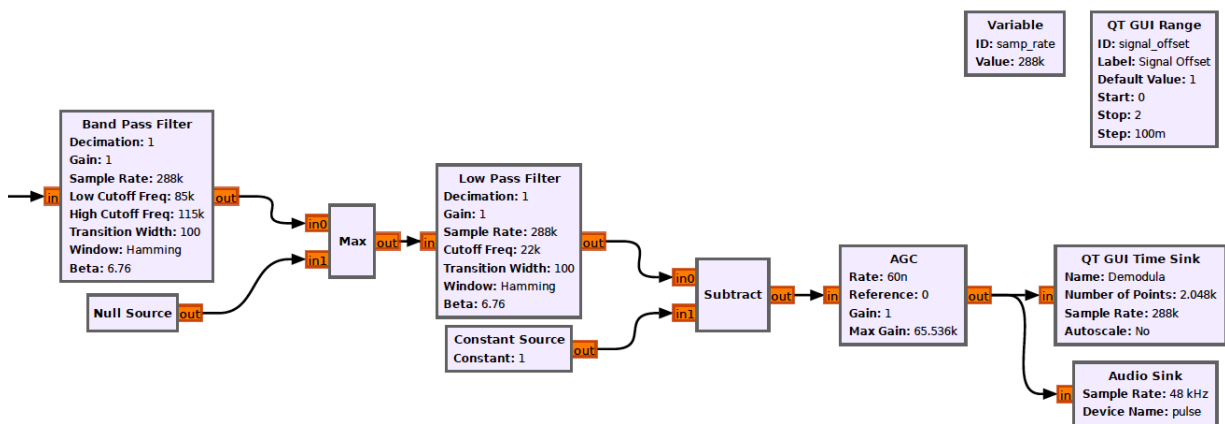 Variable
ID: samp_rate
Value: 288k
QT GUI Range
ID: signal_offset
Label: Signal Offset
Default Value: 1
Start: 0
Stop: 2
Step: 100m
Band Pass Filter
Decimation: 1
Gain: 1
Sample Rate: 288k
Low Cutoff Freq: 85k
High Cutoff Freq: 115k
Transition Width: 100
Window: Hamming
Beta: 6.76
in
out
Null Source
out
in0
in1
Max
out
Low Pass Filter
Decimation: 1
Gain: 1
Sample Rate: 288k
Cutoff Freq: 22k
Transition Width: 100
Window: Hamming
Beta: 6.76
in
out
Constant Source
Constant: 1
out
in0
in1
Subtract
out
AGC
Rate: 60n
Reference: 0
Gain: 1
Max Gain: 65.536k
in
out
QT GUI Time Sink
Name: Demodula
Number of Points: 2.048k
Sample Rate: 288k
Autoscale: No
in
Audio Sink
Sample Rate: 48 kHz
Device Name: pulse
in